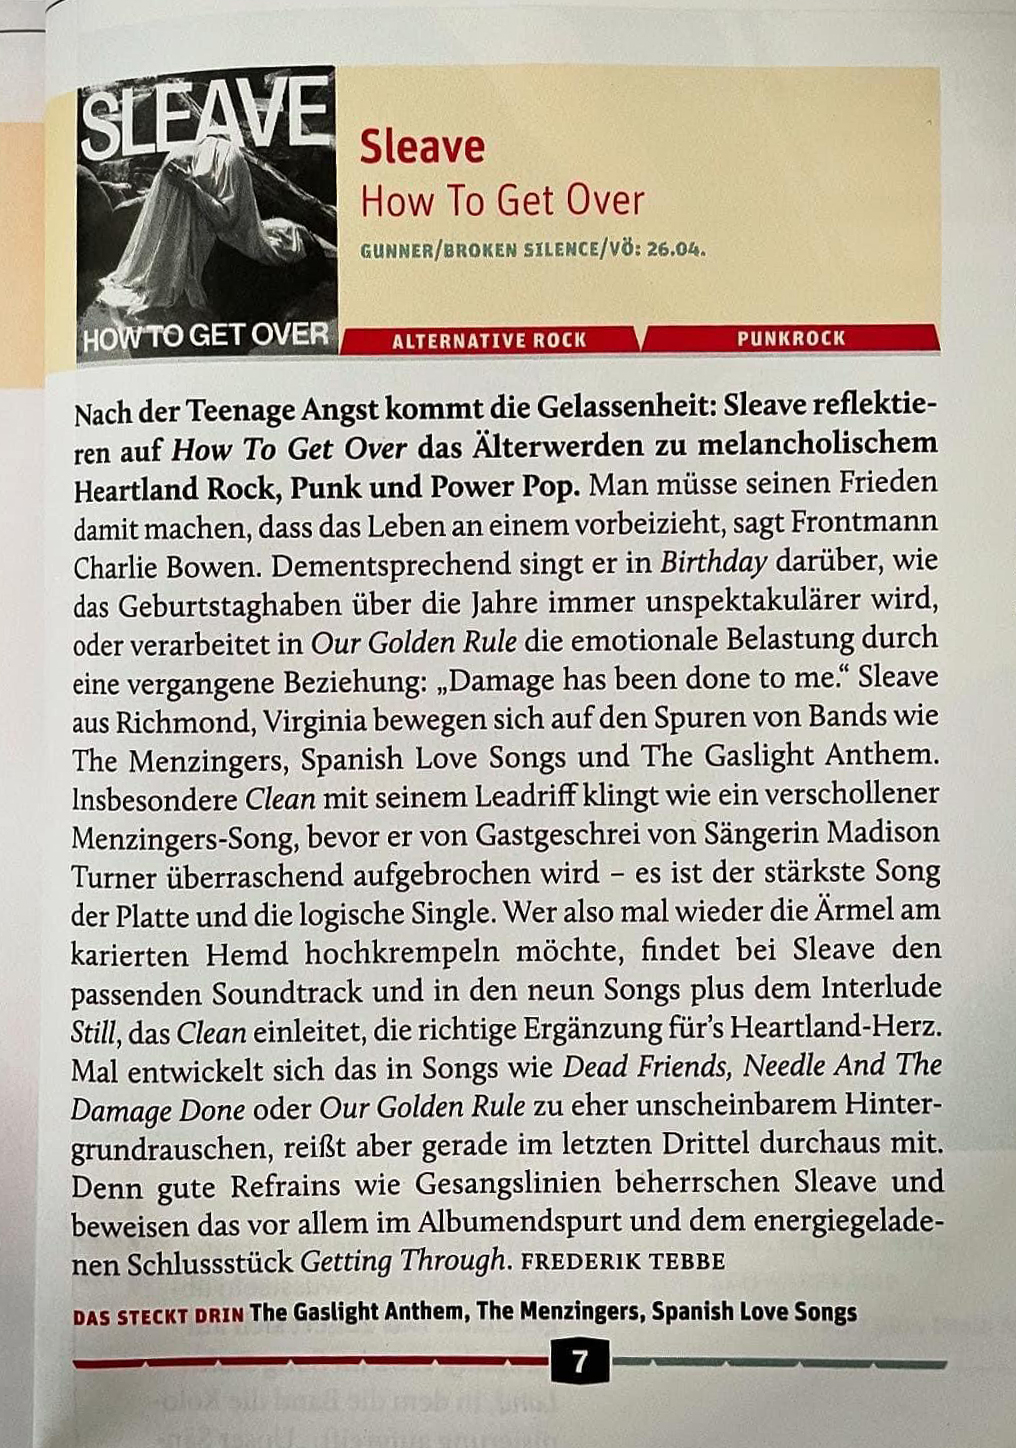 SLEAVE
HOW TO GET OVER
Sleave
How To Get Over
GUNNER/BROKEN SILENCE/VÖ: 26.04.
ALTERNATIVE ROCK
PUNKROCK
Nach der Teenage Angst kommt die Gelassenheit: Sleave reflektie-
ren auf How To Get Over das Älterwerden zu melancholischem
Heartland Rock, Punk und Power Pop. Man müsse seinen Frieden
damit machen, dass das Leben an einem vorbeizieht, sagt Frontmann
Charlie Bowen. Dementsprechend singt er in Birthday darüber, wie
das Geburtstaghaben über die Jahre immer unspektakulärer wird,
oder verarbeitet in Our Golden Rule die emotionale Belastung durch
eine vergangene Beziehung: „Damage has been done to me.“ Sleave
aus Richmond, Virginia bewegen sich auf den Spuren von Bands wie
The Menzingers, Spanish Love Songs und The Gaslight Anthem.
Insbesondere Clean mit seinem Leadriff klingt wie ein verschollener
Menzingers-Song, bevor er von Gastgeschrei von Sängerin Madison
Turner überraschend aufgebrochen wird – es ist der stärkste Song
der Platte und die logische Single. Wer also mal wieder die Ärmel am
karierten Hemd hochkrempeln möchte, findet bei Sleave den
passenden Soundtrack und in den neun Songs plus dem Interlude
Still, das Clean einleitet, die richtige Ergänzung für’s Heartland-Herz.
Mal entwickelt sich das in Songs wie Dead Friends, Needle And The
Damage Done oder Our Golden Rule zu eher unscheinbarem Hinter-
grundrauschen, reißt aber gerade im letzten Drittel durchaus mit.
Denn gute Refrains wie Gesangslinien beherrschen Sleave und
beweisen das vor allem im Albumendspurt und dem energiegelade-
nen Schlussstück Getting Through. FREDERIK TEBBE
DAS STECKT DRIN The Gaslight Anthem, The Menzingers, Spanish Love Songs
7